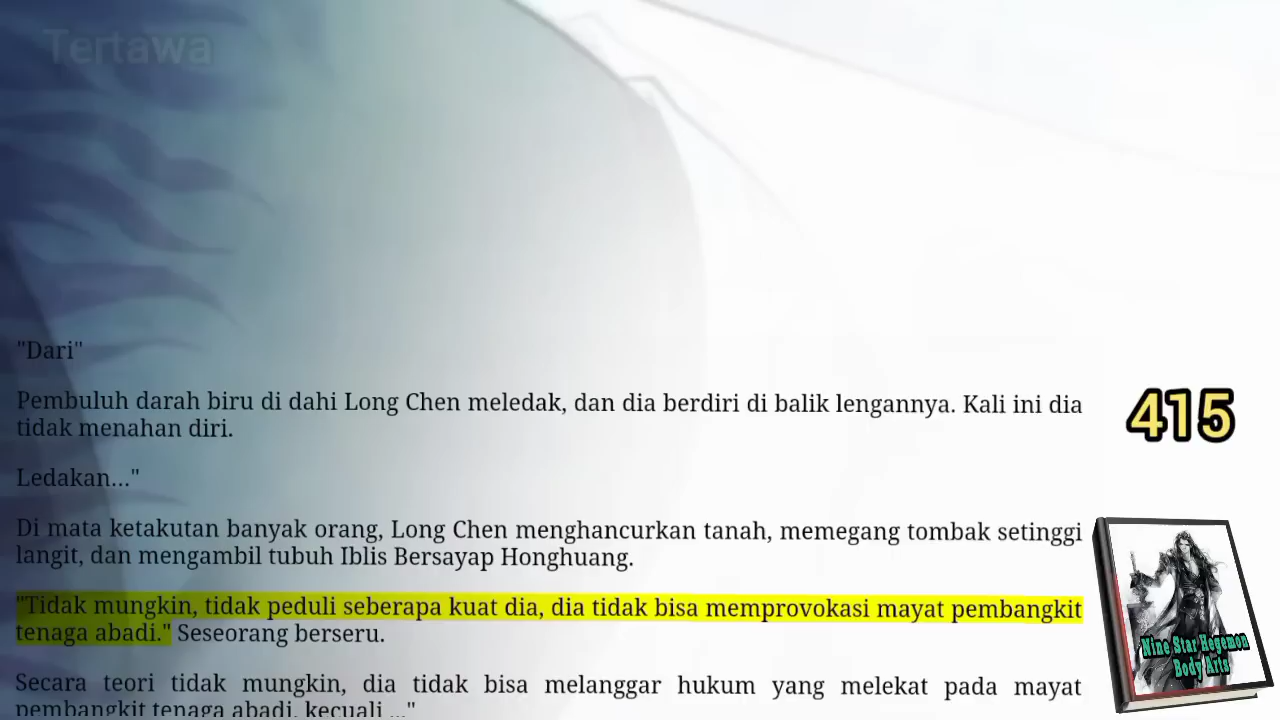 Tertawa
"Dari"
Pembuluh darah biru di dahi Long Chen meledak, dan dia berdiri di balik lengannya. Kali ini dia
tidak menahan diri.
Ledakan..."
Di mata ketakutan banyak orang, Long Chen menghancurkan tanah, memegang tombak setinggi
langit, dan mengambil tubuh Iblis Bersayap Honghuang.
"Tidak mungkin, tidak peduli seberapa kuat dia, dia tidak bisa memprovokasi mayat pembangkit
tenaga abadi." Seseorang berseru.
Secara teori tidak mungkin, dia tidak bisa melanggar hukum yang melekat pada mayat
pembangkit tenaga abadi, kecuali ..."
415
Nine Star Hegemon
Body Arts